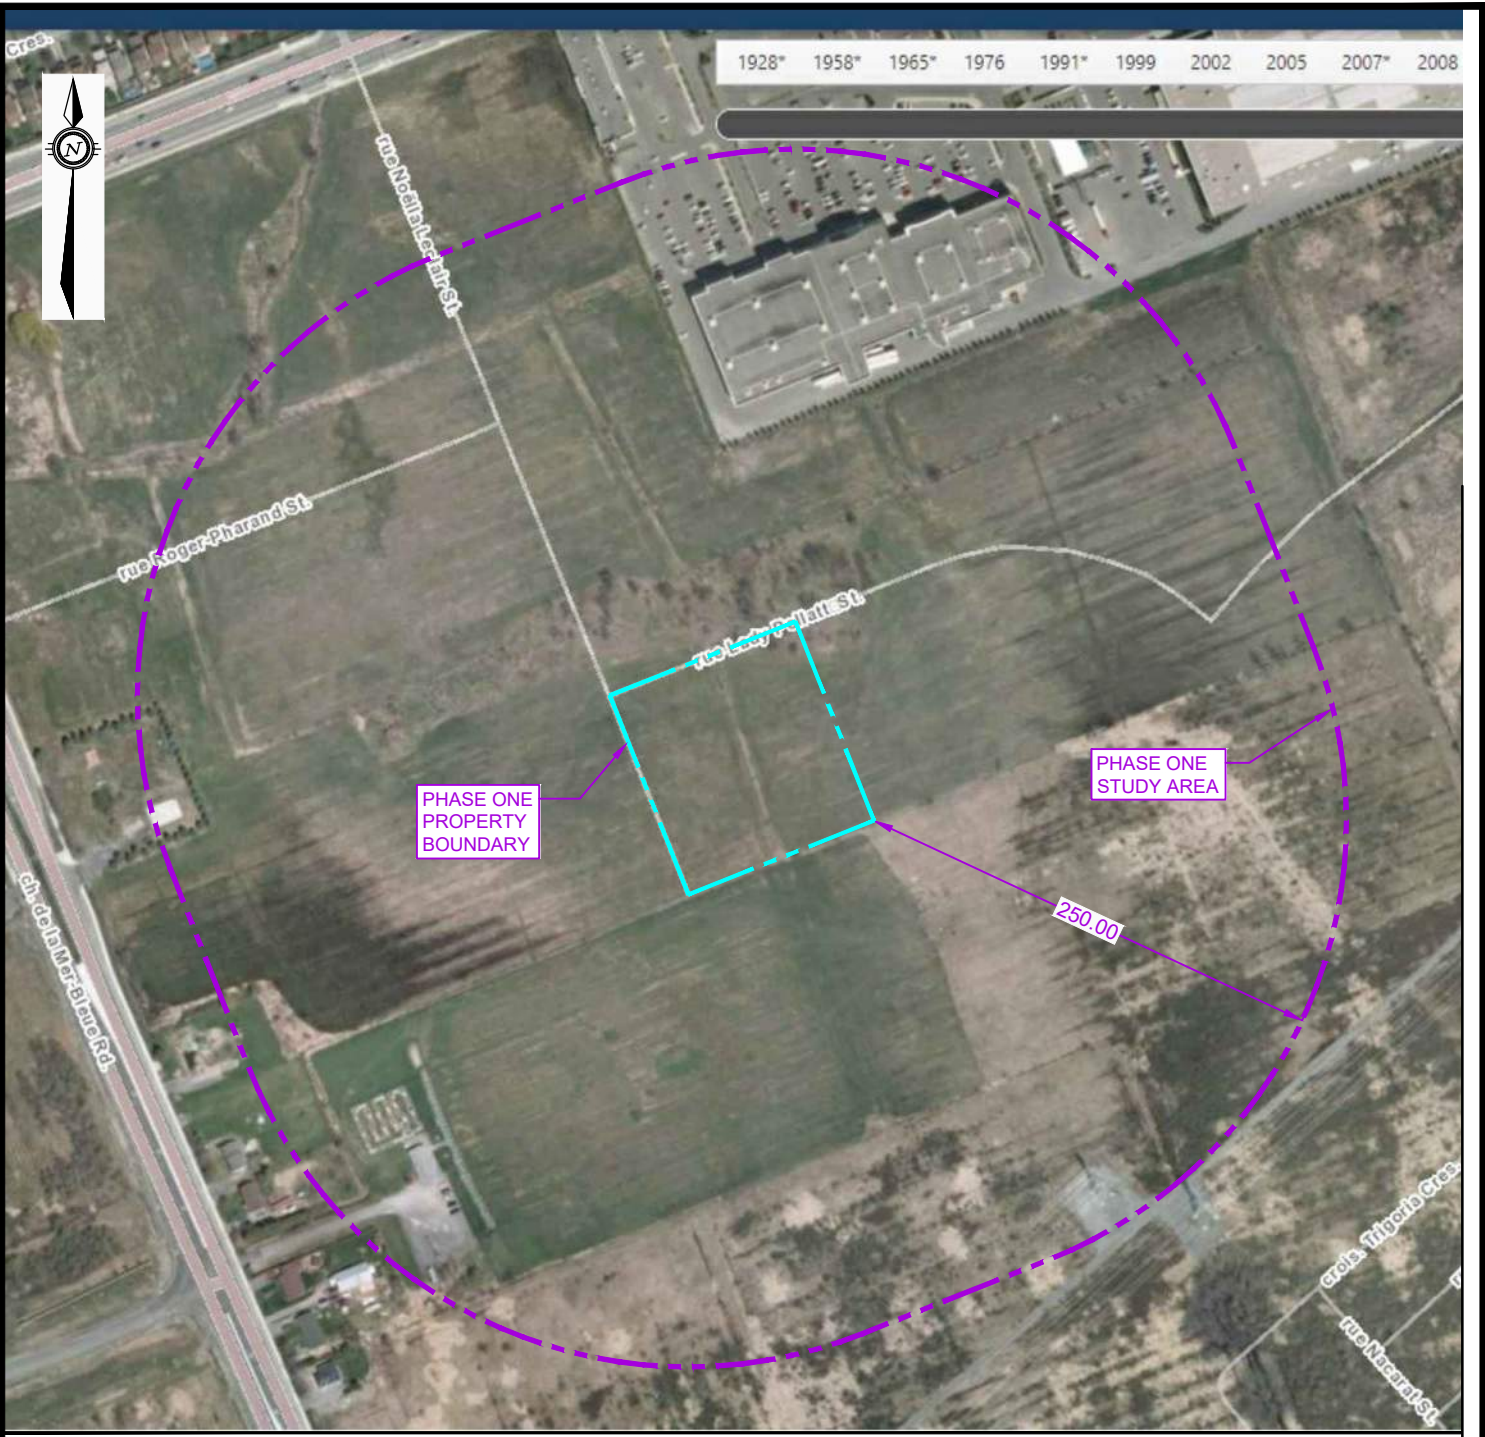 Cres.
1928* 1958* 1965* 1976 1991* 1999 2002 2005 2007* 2008
N
rue Noëlla Leclair St.
rue Roger-Pharand St.
rue Lady Pellatt St.
PHASE ONE
STUDY AREA
PHASE ONE
PROPERTY
BOUNDARY
250.00
ch. de la Mer-Bleue Rd.
crois. Trigoria Cres.
rue Nacarat St.